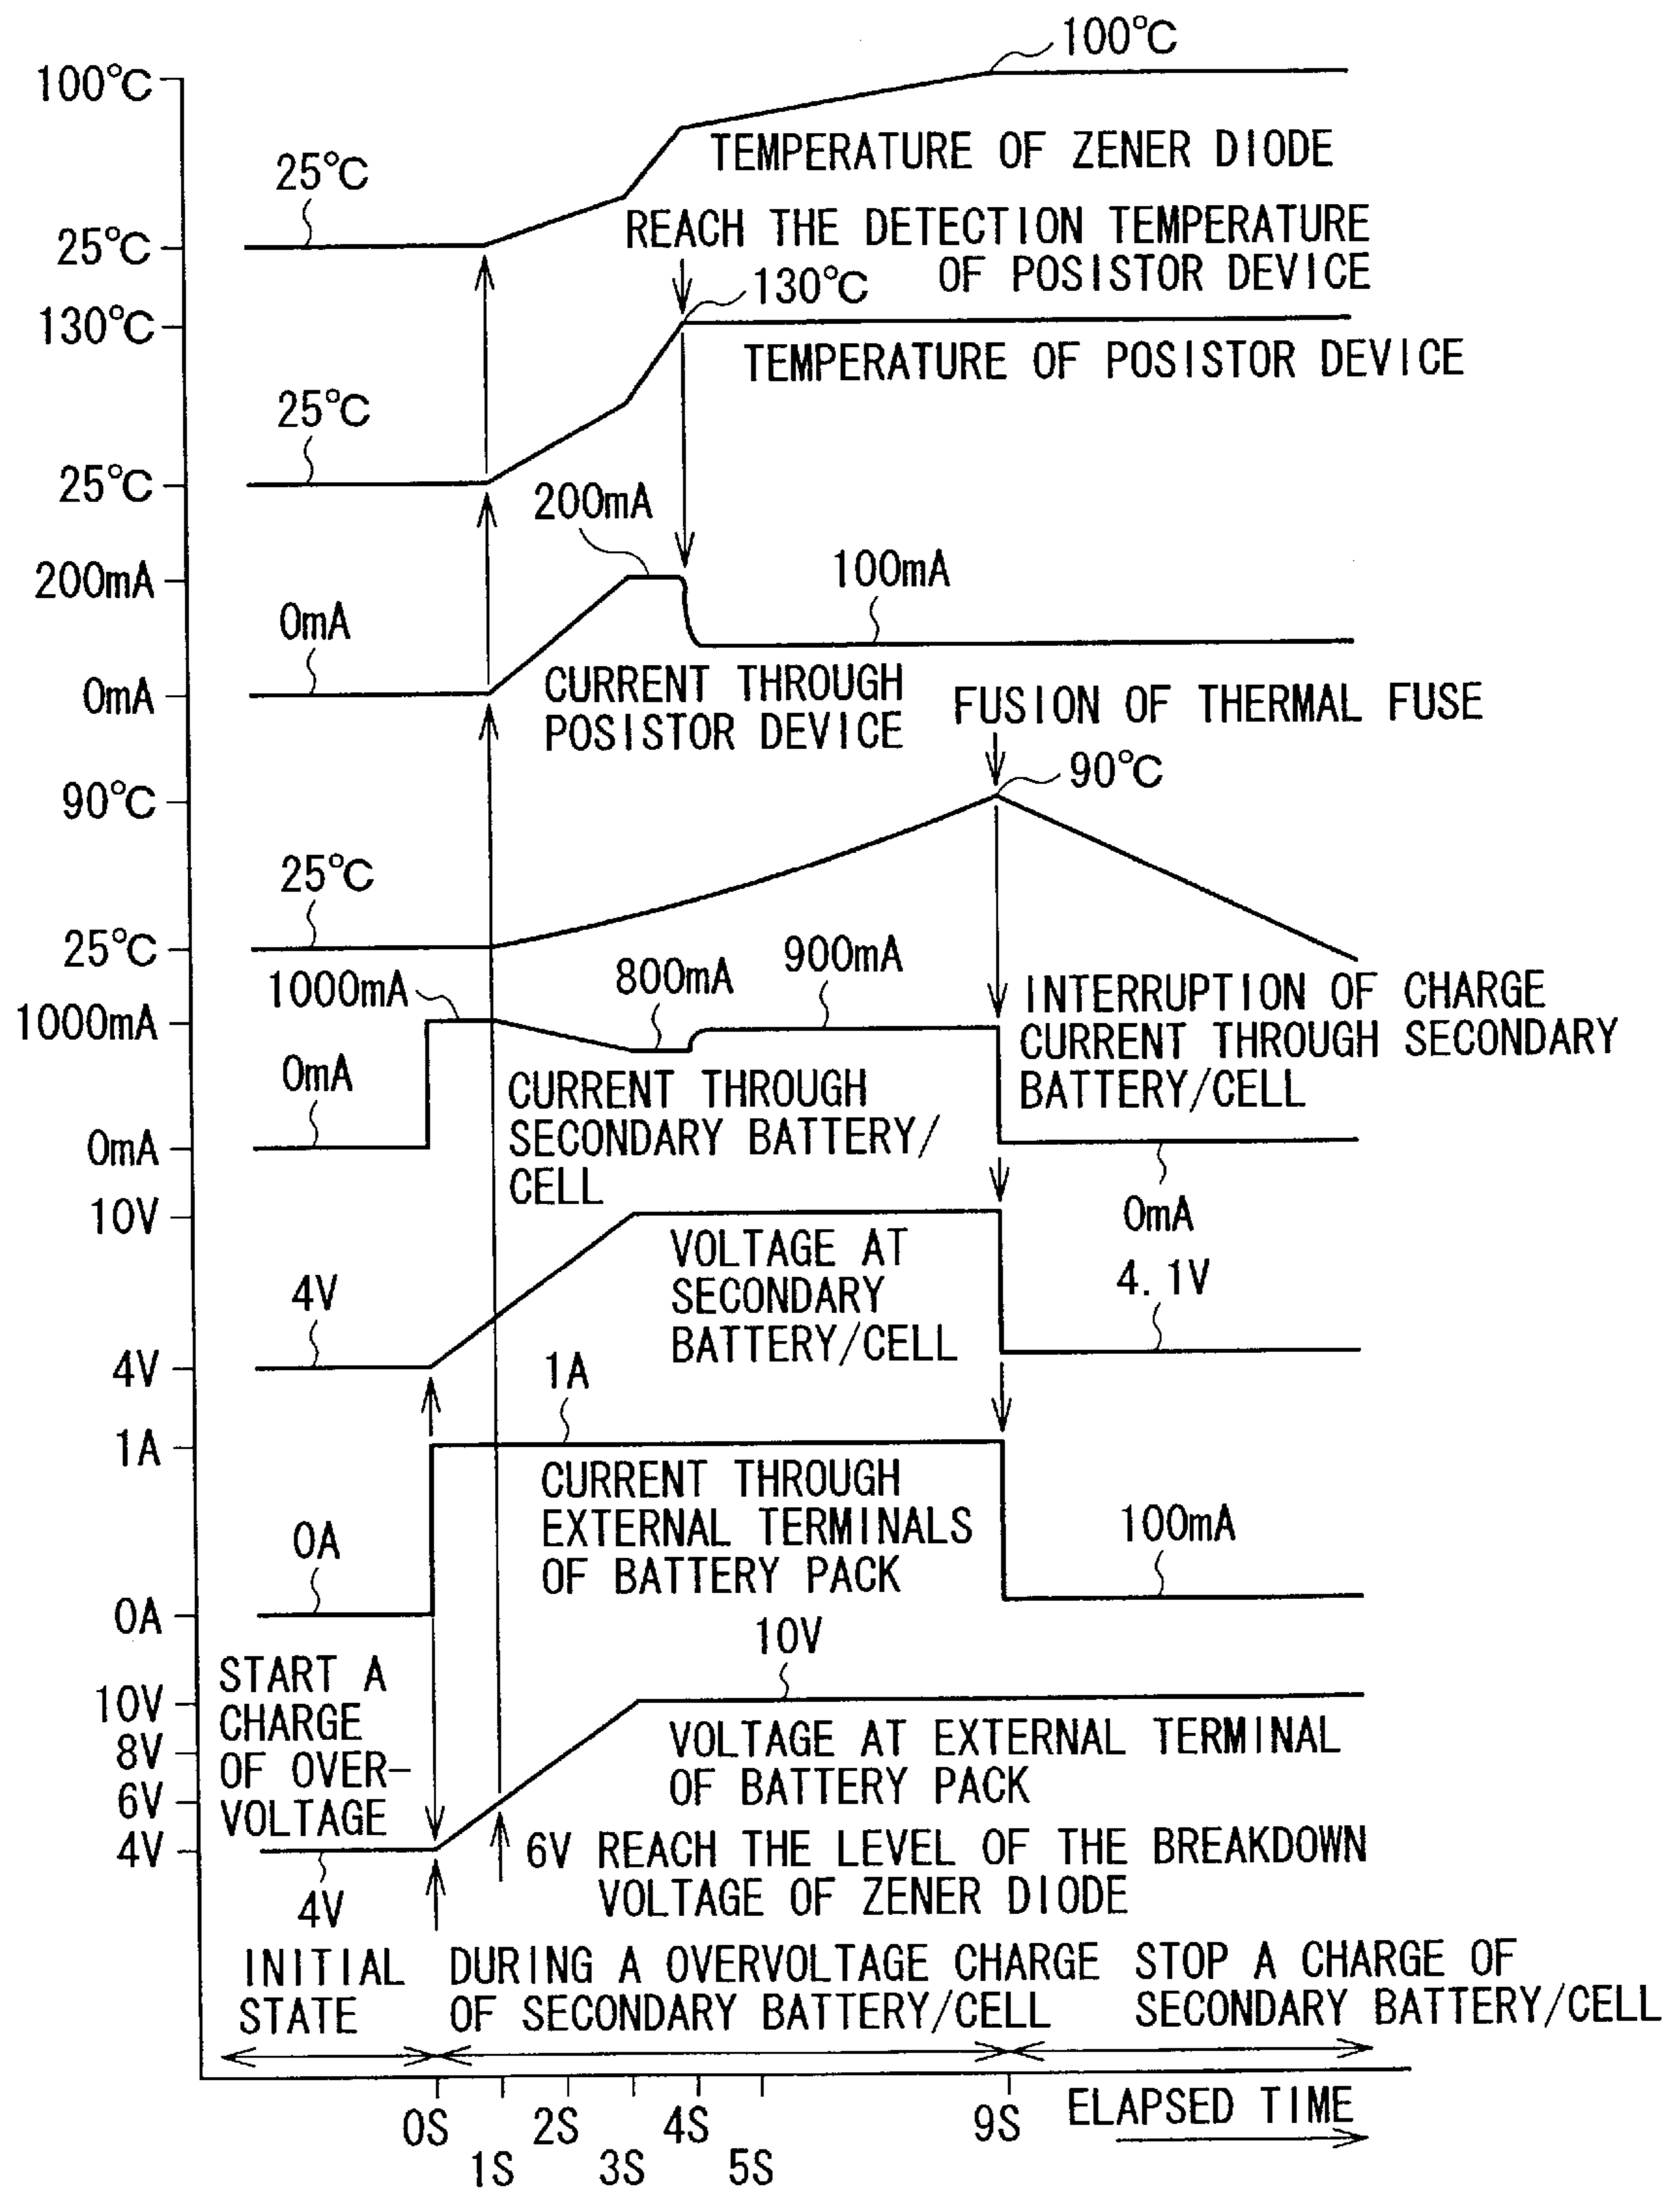 100°C
100°C
25°C
TEMPERATURE OF ZENER DIODE
25°C
REACH THE DETECTION TEMPERATURE
OF POSISTOR DEVICE
130°C
130°C
TEMPERATURE OF POSISTOR DEVICE
25°C
25°C
200mA
200mA
100mA
0mA
0mA
CURRENT THROUGH
POSISTOR DEVICE
FUSION OF THERMAL FUSE
90°C
90°C
25°C
25°C
1000mA
800mA
900mA
1000mA
INTERRUPTION OF CHARGE
CURRENT THROUGH SECONDARY
BATTERY/CELL
0mA
0mA
CURRENT THROUGH
SECONDARY BATTERY/
CELL
0mA
10V
4V
VOLTAGE AT
SECONDARY
BATTERY/CELL
4.1V
4V
1A
1A
CURRENT THROUGH
EXTERNAL TERMINALS
OF BATTERY PACK
0A
100mA
0A
START A
CHARGE
OF OVER-
VOLTAGE
10V
10V
8V
6V
4V
VOLTAGE AT EXTERNAL TERMINAL
OF BATTERY PACK
6V REACH THE LEVEL OF THE BREAKDOWN
VOLTAGE OF ZENER DIODE
4V
INITIAL
STATE
DURING A OVERVOLTAGE CHARGE
OF SECONDARY BATTERY/CELL
STOP A CHARGE OF
SECONDARY BATTERY/CELL
0S
1S
2S
3S
4S
5S
9S
ELAPSED TIME